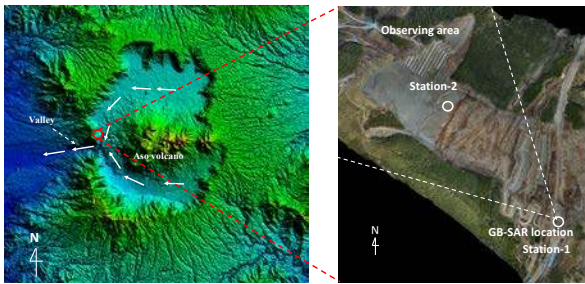 Valley
Aso volcano
N
Observing area
Station-2
GB-SAR location
Station-1
N